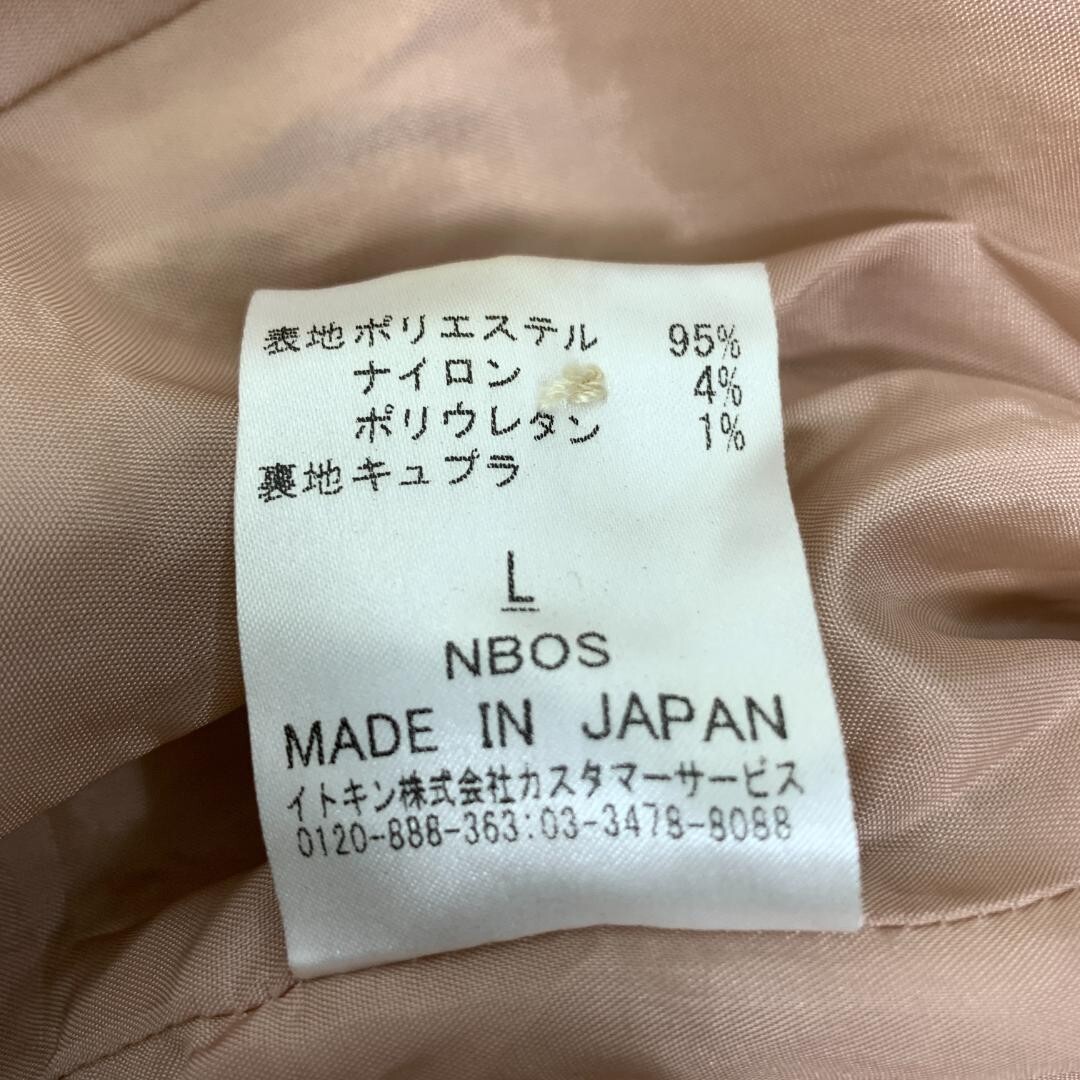 表地ポリエステル 95%
ナイロン 4%
ポリウレタン 1%
裏地キュプラ
L
NBOS
MADE IN JAPAN
イトキン株式会社カスタマーサービス
0120-888-363:03-3478-8088